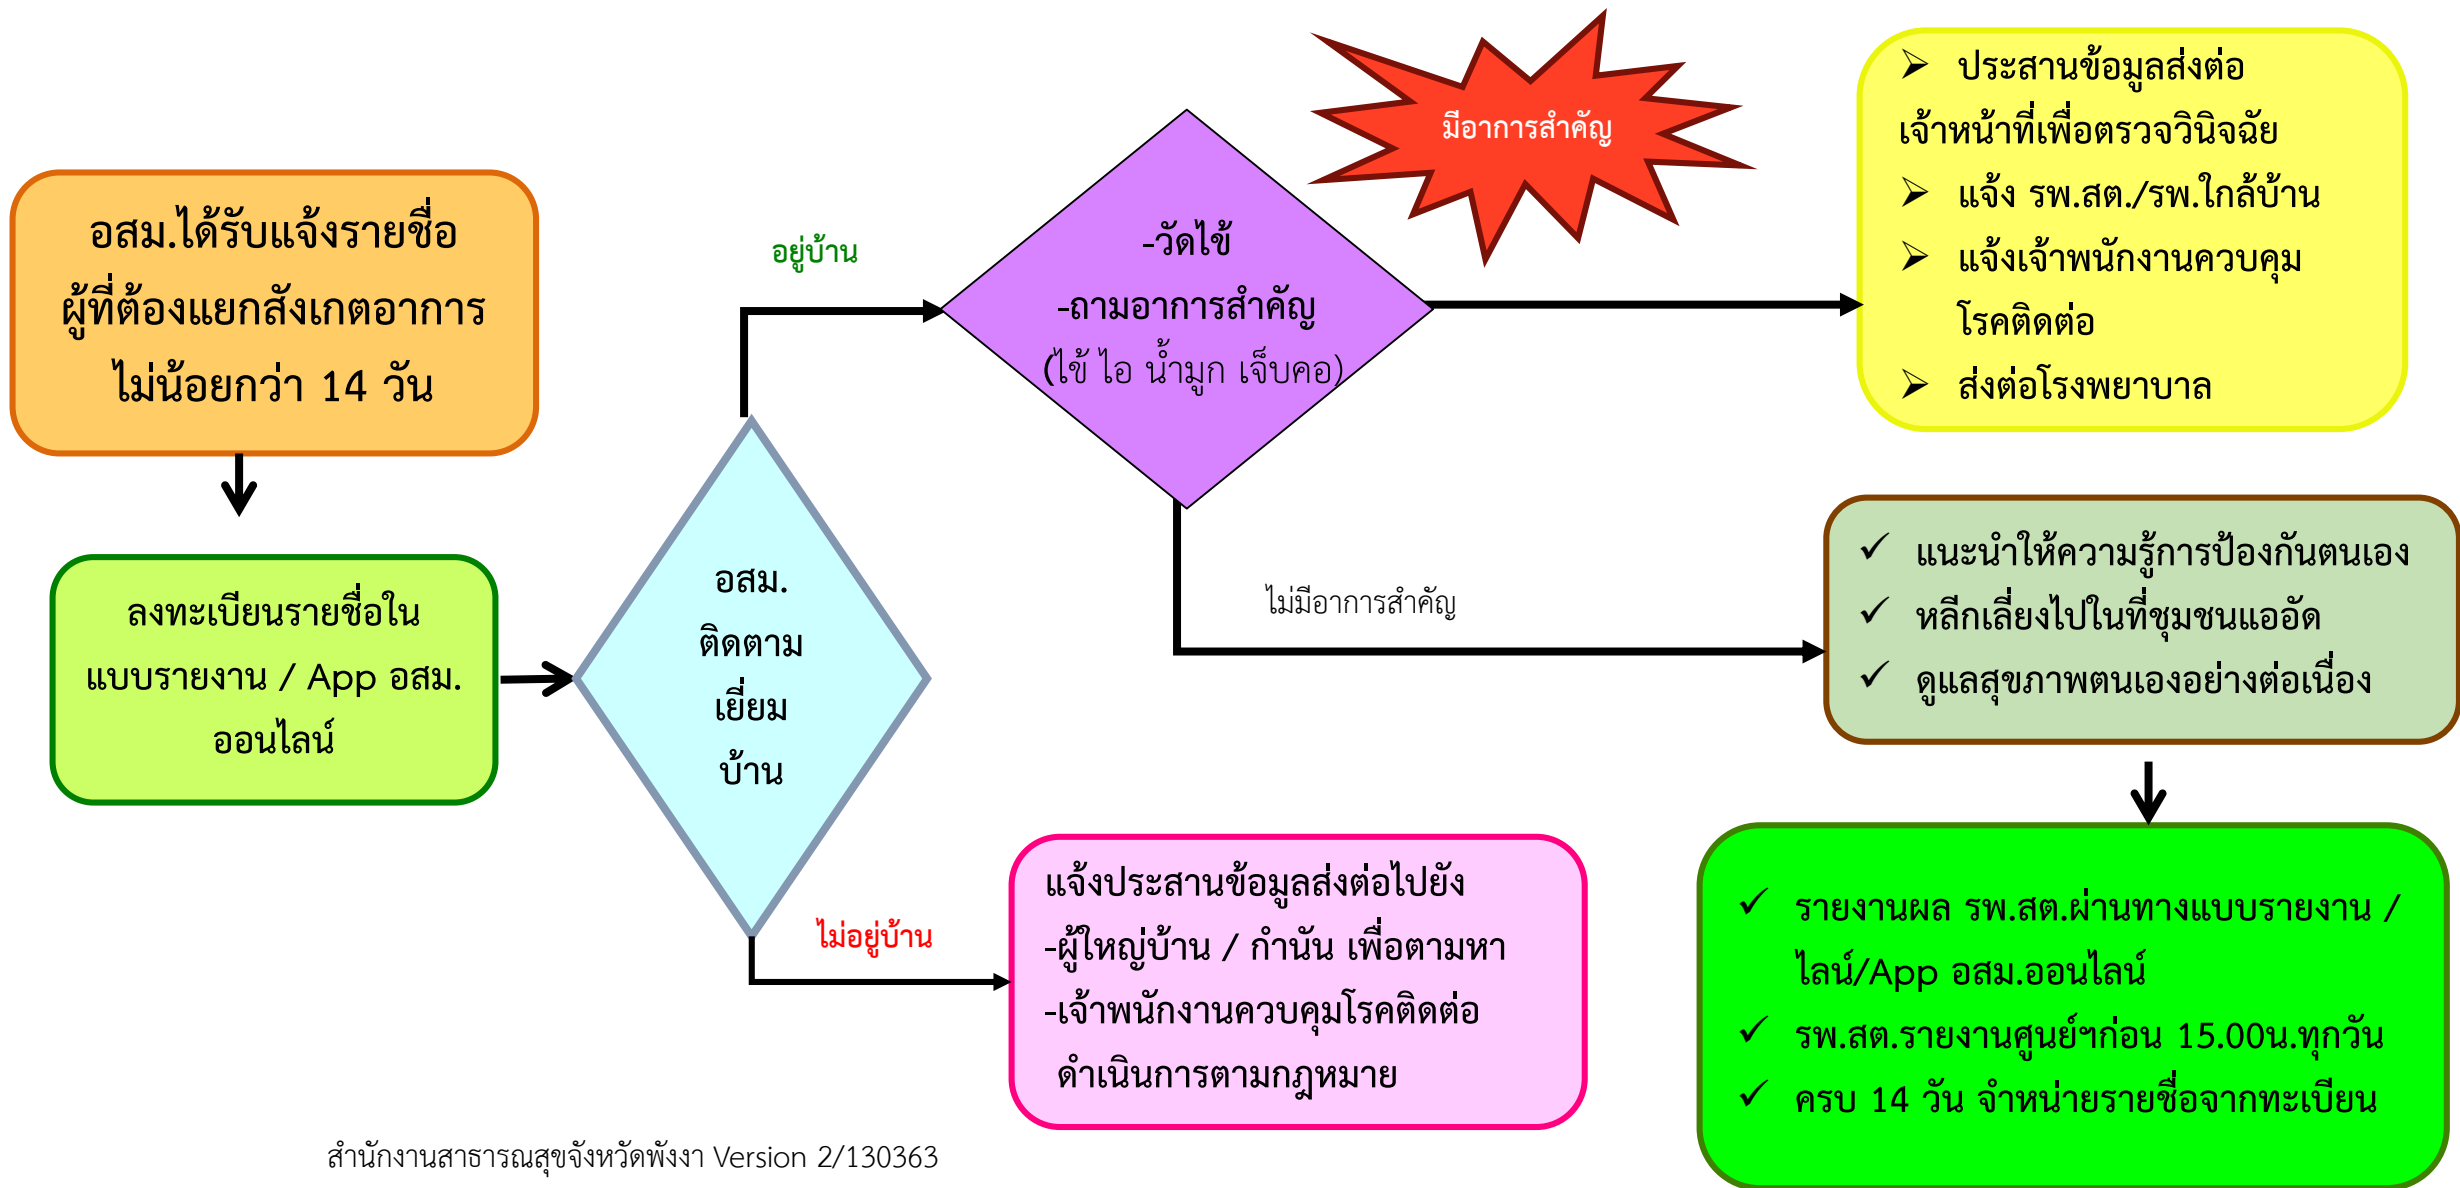 อสม.ได้รับแจ้งรายชื่อ
ผู้ที่ต้องแยกสังเกตอาการ
ไม่น้อยกว่า 14 วัน
ลงทะเบียนรายชื่อใน
แบบรายงาน / App อสม.
ออนไลน์
อสม.
ติดตาม
เยี่ยม
บ้าน
อยู่บ้าน
-วัดไข้
-ถามอาการสำคัญ
(ไข้ ไอ น้ำมูก เจ็บคอ)
มีอาการสำคัญ
➢ ประสานข้อมูลส่งต่อ
เจ้าหน้าที่เพื่อตรวจวินิจฉัย
➢ แจ้ง รพ.สต./รพ.ใกล้บ้าน
➢ แจ้งเจ้าพนักงานควบคุม
โรคติดต่อ
➢ ส่งต่อโรงพยาบาล
ไม่มีอาการสำคัญ
✓ แนะนำให้ความรู้การป้องกันตนเอง
✓ หลีกเลี่ยงไปในที่ชุมชนแออัด
✓ ดูแลสุขภาพตนเองอย่างต่อเนื่อง
ไม่อยู่บ้าน
แจ้งประสานข้อมูลส่งต่อไปยัง
-ผู้ใหญ่บ้าน / กำนัน เพื่อตามหา
-เจ้าพนักงานควบคุมโรคติดต่อ
ดำเนินการตามกฎหมาย
✓ รายงานผล รพ.สต.ผ่านทางแบบรายงาน /
ไลน์/App อสม.ออนไลน์
✓ รพ.สต.รายงานศูนย์ฯก่อน 15.00น.ทุกวัน
✓ ครบ 14 วัน จำหน่ายรายชื่อจากทะเบียน
สำนักงานสาธารณสุขจังหวัดพังงา Version 2/130363